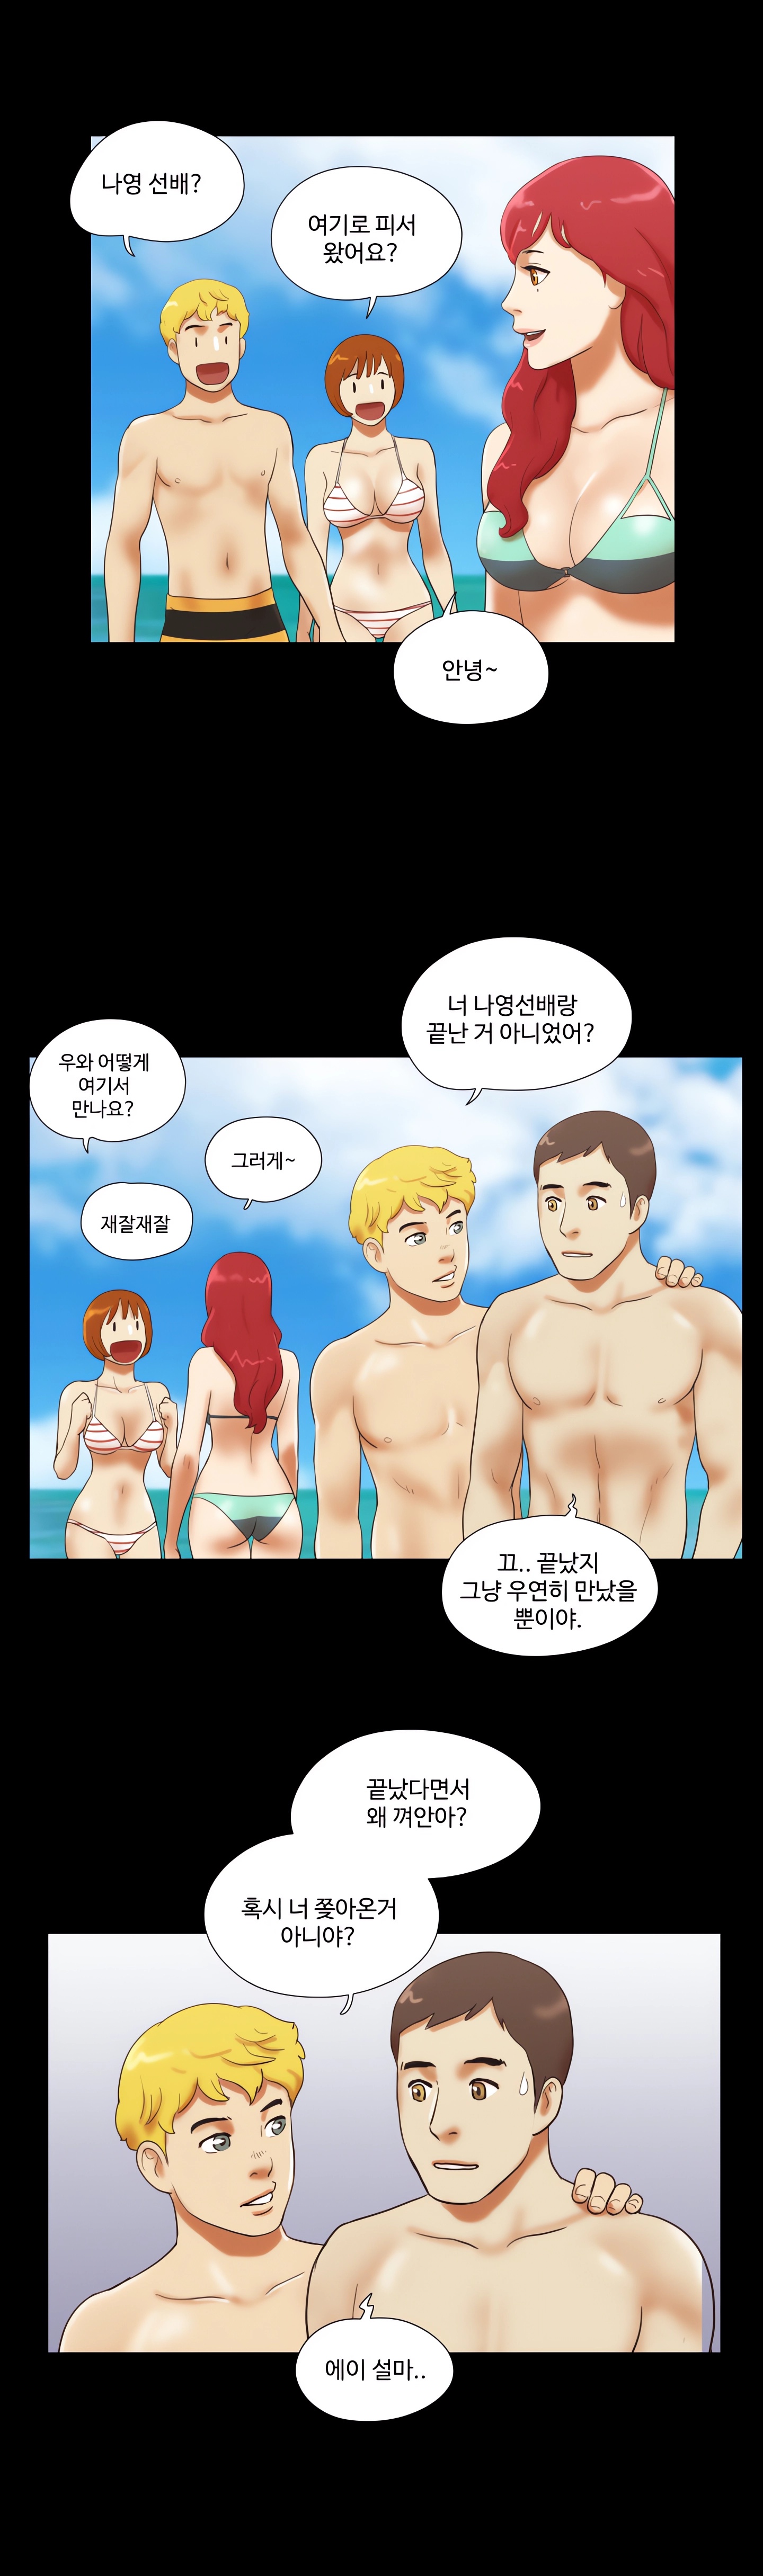 나영 선배?
여기로 피서
왔어요?
안녕~
너 나영선배랑
끝난 거 아니었어?
우와 어떻게
여기서
만나요?
그러게~
재잘재잘
끄.. 끝났지
그냥 우연히 만났을
뿐이야.
끝났다면서
왜 껴안아?
혹시 너 쫓아온거
아니야?
에이 설마..